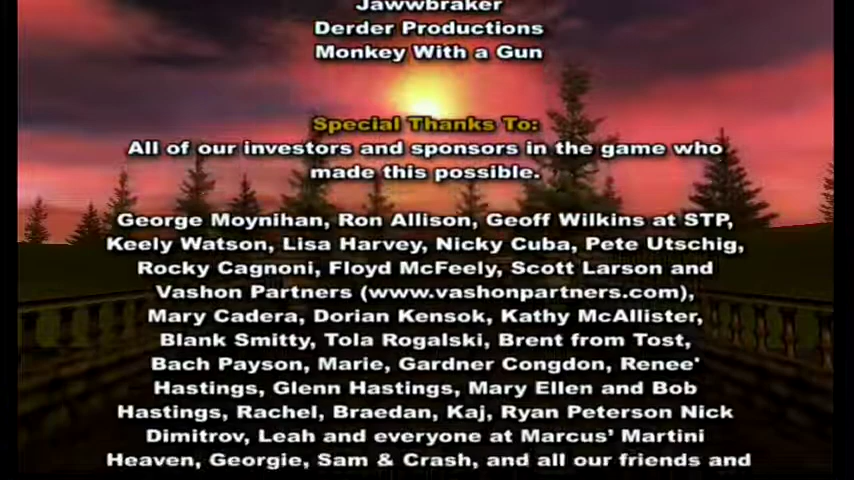 Jawwbraker
Derder Productions
Monkey With a Gun
Special Thanks To:
All of our investors and sponsors in the game who
made this possible.
George Moynihan, Ron Allison, Geoff Wilkins at STP,
Keely Watson, Lisa Harvey, Nicky Cuba, Pete Utschig,
Rocky Cagnoni, Floyd McFeely, Scott Larson and
Vashon Partners (www.vashonpartners.com),
Mary Cadera, Dorian Kensok, Kathy McAllister,
Blank Smitty, Tola Rogalski, Brent from Tost,
Bach Payson, Marie, Gardner Congdon, Renee'
Hastings, Glenn Hastings, Mary Ellen and Bob
Hastings, Rachel, Braedan, Kaj, Ryan Peterson Nick
Dimitrov, Leah and everyone at Marcus' Martini
Heaven, Georgie, Sam & Crash, and all our friends and